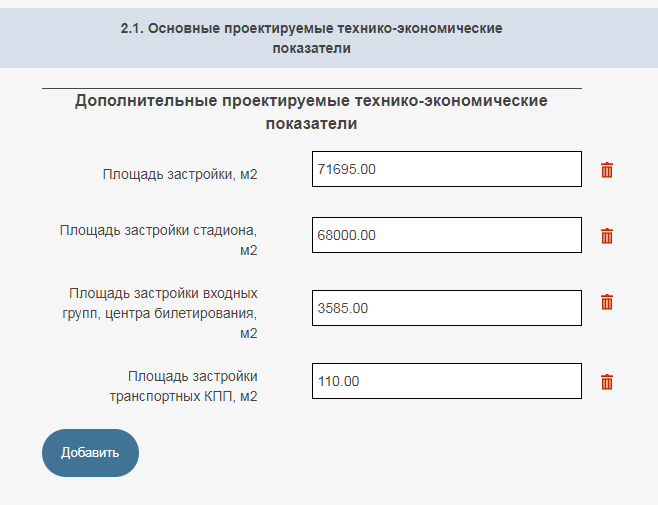 2.1. Основные проектируемые технико-экономические
показатели
Дополнительные проектируемые технико-экономические
показатели
Площадь застройки, м2
71695.00
Площадь застройки стадиона,
м2
68000.00
Площадь застройки входных
групп, центра билетирования,
м2
3585.00
Площадь застройки
транспортных КПП, м2
110.00
Добавить